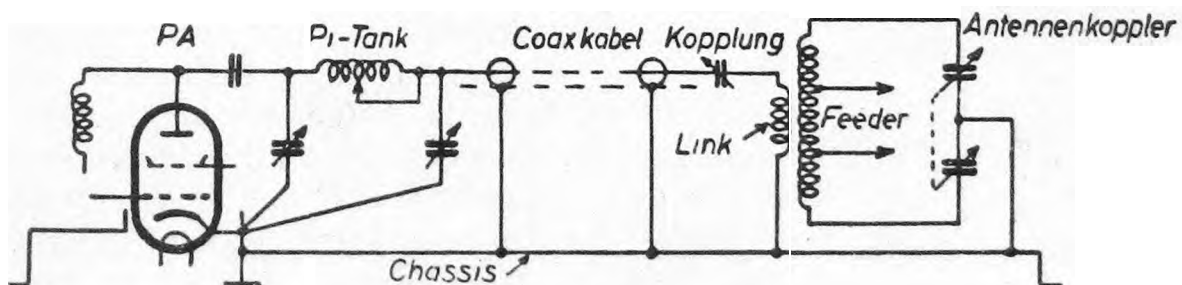 PA
Pi-Tank
Coaxkabel
Kopplung
Antennenkoppler
Link
Feeder
Chassis